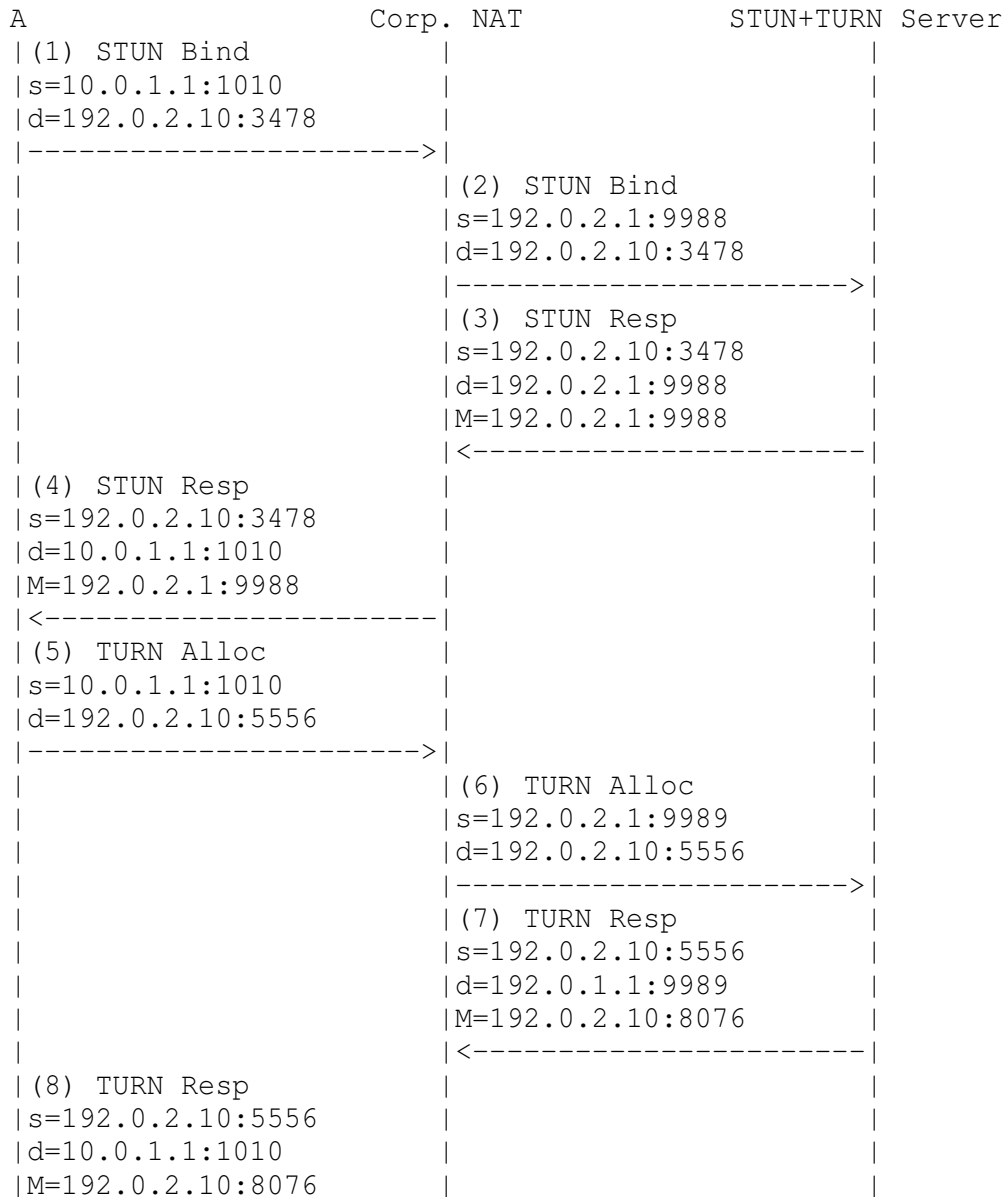 A                    Corp. NAT            STUN+TURN Server
|(1) STUN Bind           |                        |
|s=10.0.1.1:1010         |                        |
|d=192.0.2.10:3478       |                        |
|----------------------->|                        |
|                        |(2) STUN Bind           |
|                        |s=192.0.2.1:9988        |
|                        |d=192.0.2.10:3478       |
|                        |----------------------->|
|                        |(3) STUN Resp           |
|                        |s=192.0.2.10:3478       |
|                        |d=192.0.2.1:9988        |
|                        |M=192.0.2.1:9988        |
|                        |<-----------------------|
|(4) STUN Resp           |                        |
|s=192.0.2.10:3478       |                        |
|d=10.0.1.1:1010         |                        |
|M=192.0.2.1:9988        |                        |
|<-----------------------|                        |
|(5) TURN Alloc          |                        |
|s=10.0.1.1:1010         |                        |
|d=192.0.2.10:5556       |                        |
|----------------------->|                        |
|                        |(6) TURN Alloc          |
|                        |s=192.0.2.1:9989        |
|                        |d=192.0.2.10:5556       |
|                        |----------------------->|
|                        |(7) TURN Resp           |
|                        |s=192.0.2.10:5556       |
|                        |d=192.0.1.1:9989        |
|                        |M=192.0.2.10:8076       |
|                        |<-----------------------|
|(8) TURN Resp           |                        |
|s=192.0.2.10:5556       |                        |
|d=10.0.1.1:1010         |                        |
|M=192.0.2.10:8076       |                        |